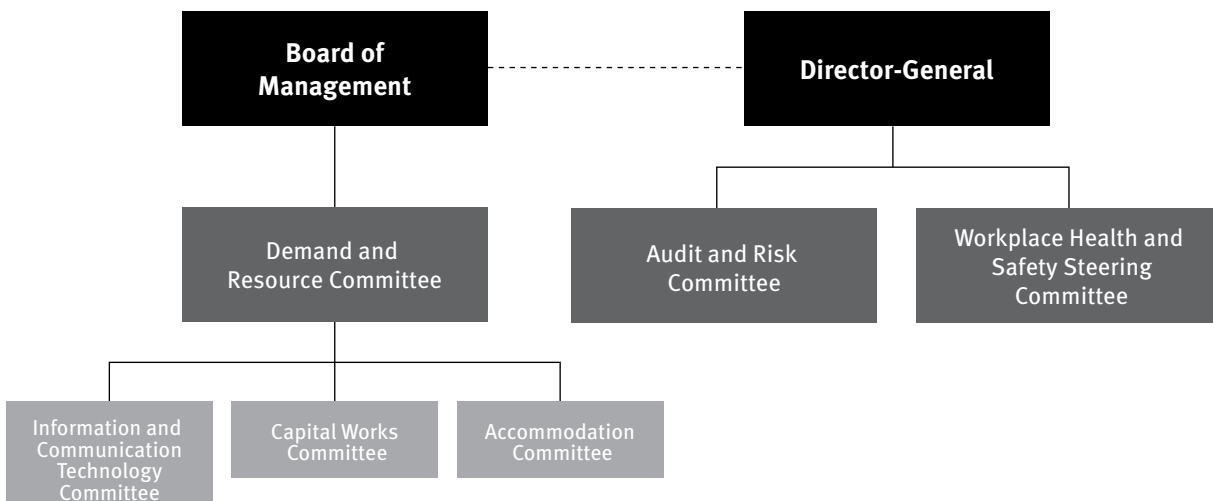 Board of
Management
Director-General
Demand and
Resource Committee
Audit and Risk
Committee
Workplace Health and
Safety Steering
Committee
Information and
Communication
Technology
Committee
Capital Works
Committee
Accommodation
Committee